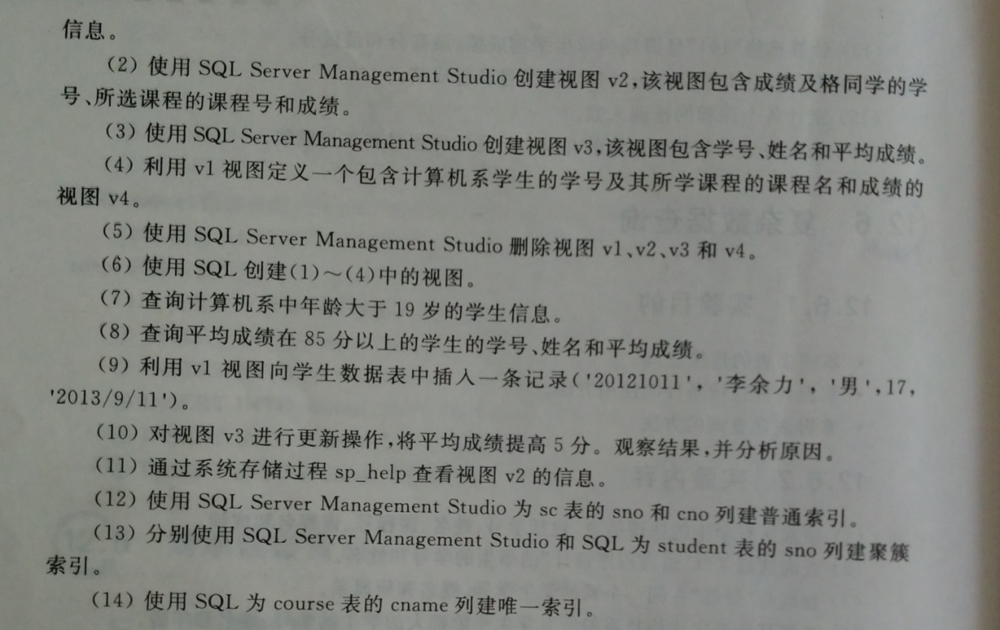 信息。
(2) 使用 SQL Server Management Studio 创建视图 v2,该视图包含成绩及格同学的学
号、所选课程的课程号和成绩。
(3) 使用 SQL Server Management Studio 创建视图 v3,该视图包含学号、姓名和平均成绩。
(4) 利用 v1 视图定义一个包含计算机系学生的学号及其所学课程的课程名和成绩的
视图 v4。
(5) 使用 SQL Server Management Studio 删除视图 v1、v2、v3 和 v4。
(6) 使用 SQL 创建(1)～(4)中的视图。
(7) 查询计算机系中年龄大于 19 岁的学生信息。
(8) 查询平均成绩在 85 分以上的学生的学号、姓名和平均成绩。
(9) 利用 v1 视图向学生数据表中插入一条记录('20121011', '李余力', '男',17,
'2013/9/11')。
(10) 对视图 v3 进行更新操作,将平均成绩提高 5 分。观察结果,并分析原因。
(11) 通过系统存储过程 sp_help 查看视图 v2 的信息。
(12) 使用 SQL Server Management Studio 为 sc 表的 sno 和 cno 列建普通索引。
(13) 分别使用 SQL Server Management Studio 和 SQL 为 student 表的 sno 列建聚簇
索引。
(14) 使用 SQL 为 course 表的 cname 列建唯一索引。